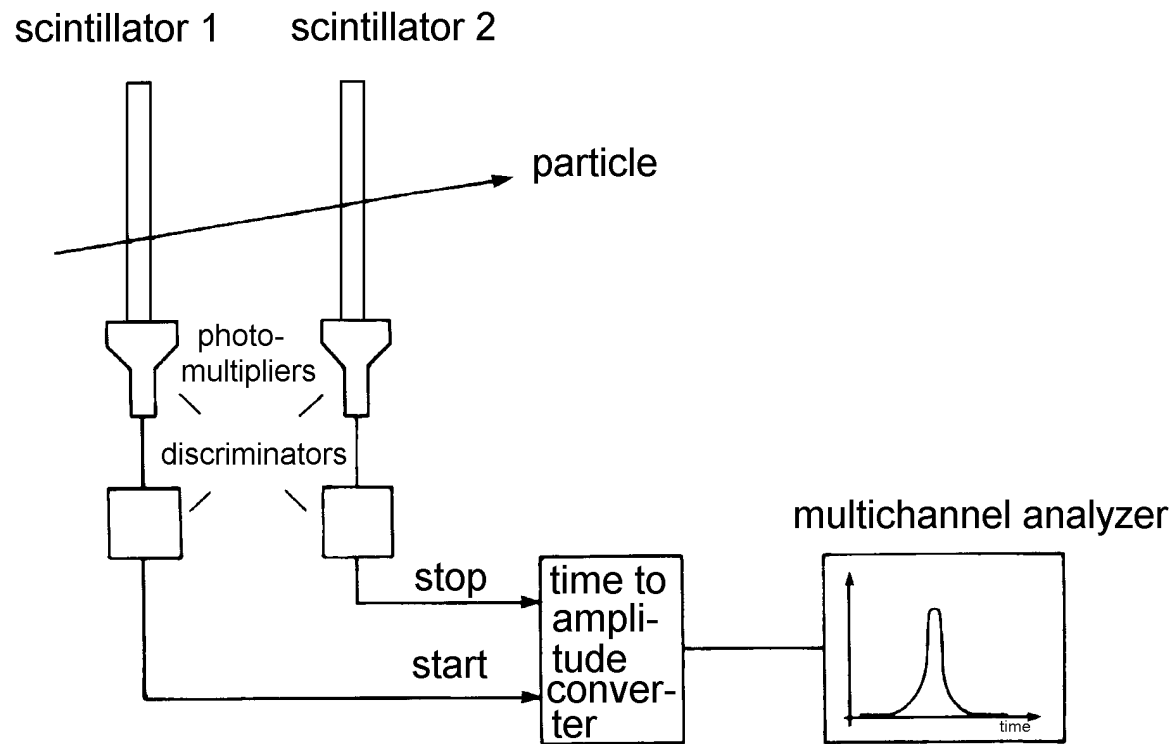 scintillator 1
scintillator 2
particle
photo-
multipliers
discriminators
multichannel analyzer
stop
start
time to
ampli-
tude
conver-
ter
time